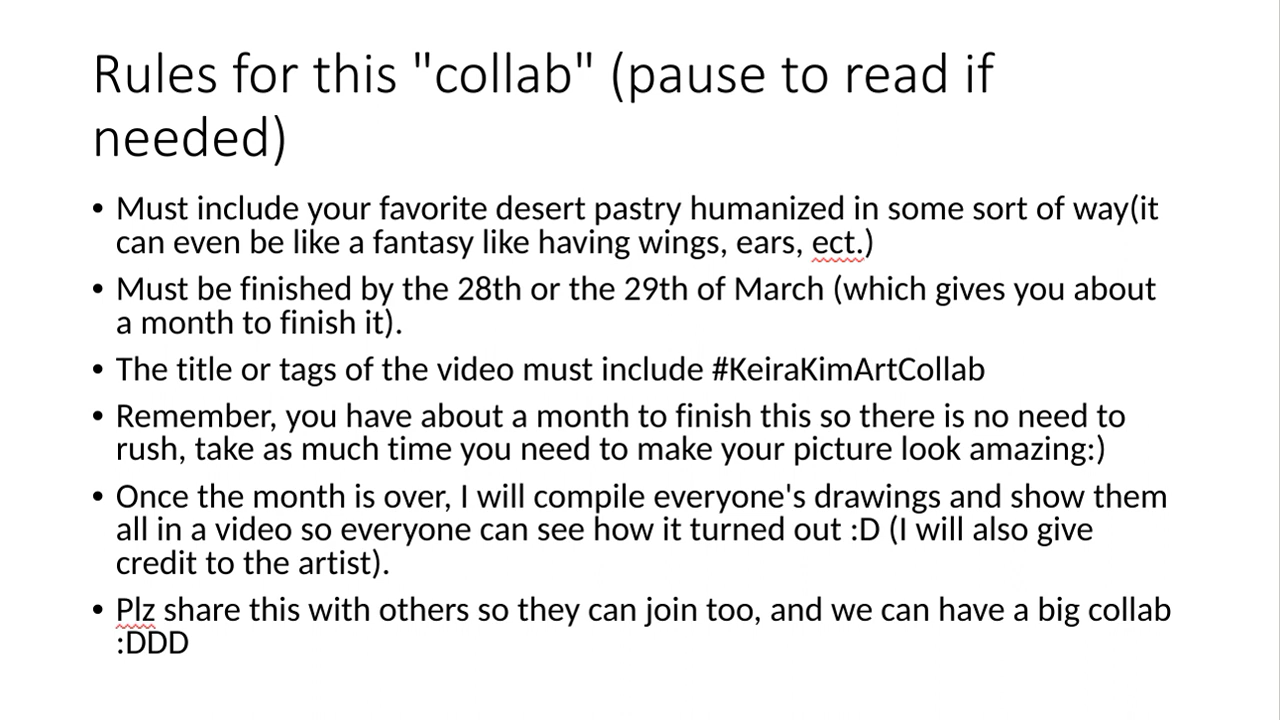 Rules for this "collab" (pause to read if
needed)
• Must include your favorite desert pastry humanized in some sort of way(it
can even be like a fantasy like having wings, ears, ect.)
• Must be finished by the 28th or the 29th of March (which gives you about
a month to finish it).
• The title or tags of the video must include #KeiraKimArtCollab
• Remember, you have about a month to finish this so there is no need to
rush, take as much time you need to make your picture look amazing:)
• Once the month is over, I will compile everyone's drawings and show them
all in a video so everyone can see how it turned out :D (I will also give
credit to the artist).
• Plz share this with others so they can join too, and we can have a big collab
:DDD